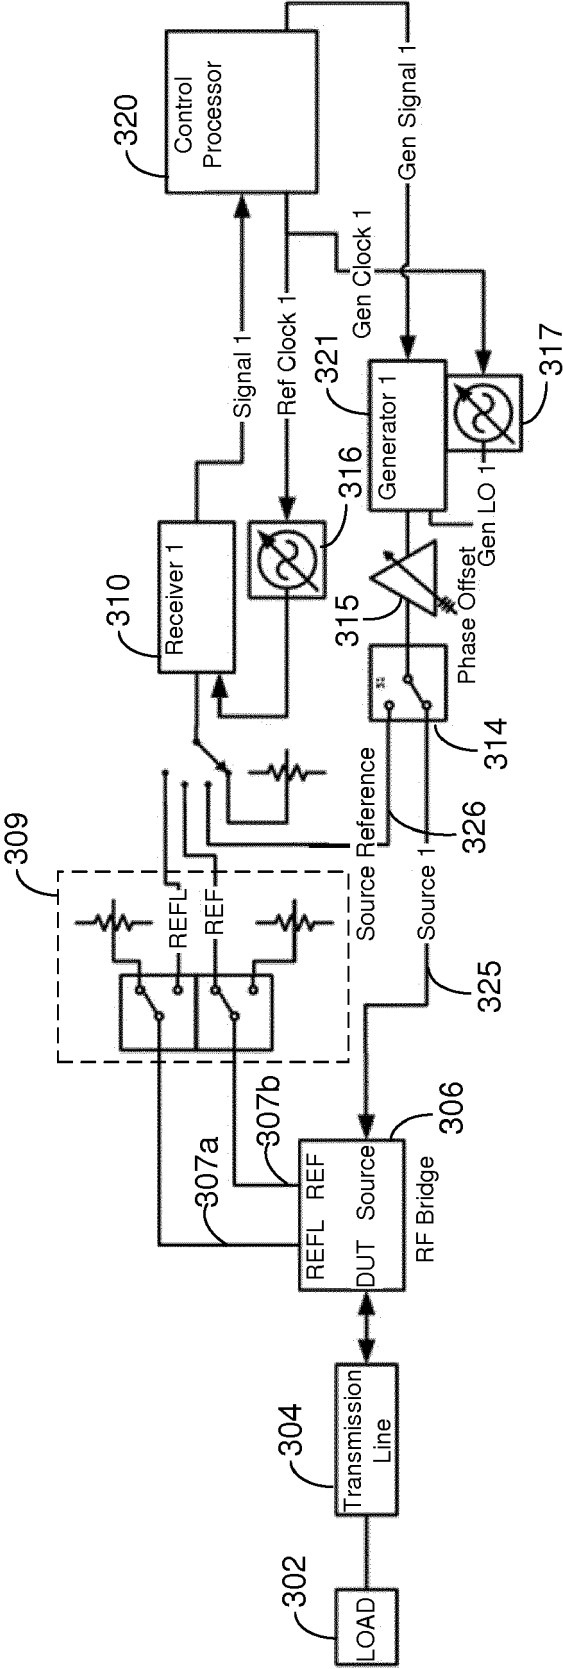 302
LOAD
304
Transmission
Line
306
RF Bridge
REFL
REF
DUT
Source
307a
307b
309
REFL
REF
Source Reference
326
Source 1
325
314
315
Phase Offset
310
Receiver 1
316
Signal 1
Ref Clock 1
321
Generator 1
Gen LO 1
317
Gen Clock 1
Gen Signal 1
320
Control
Processor